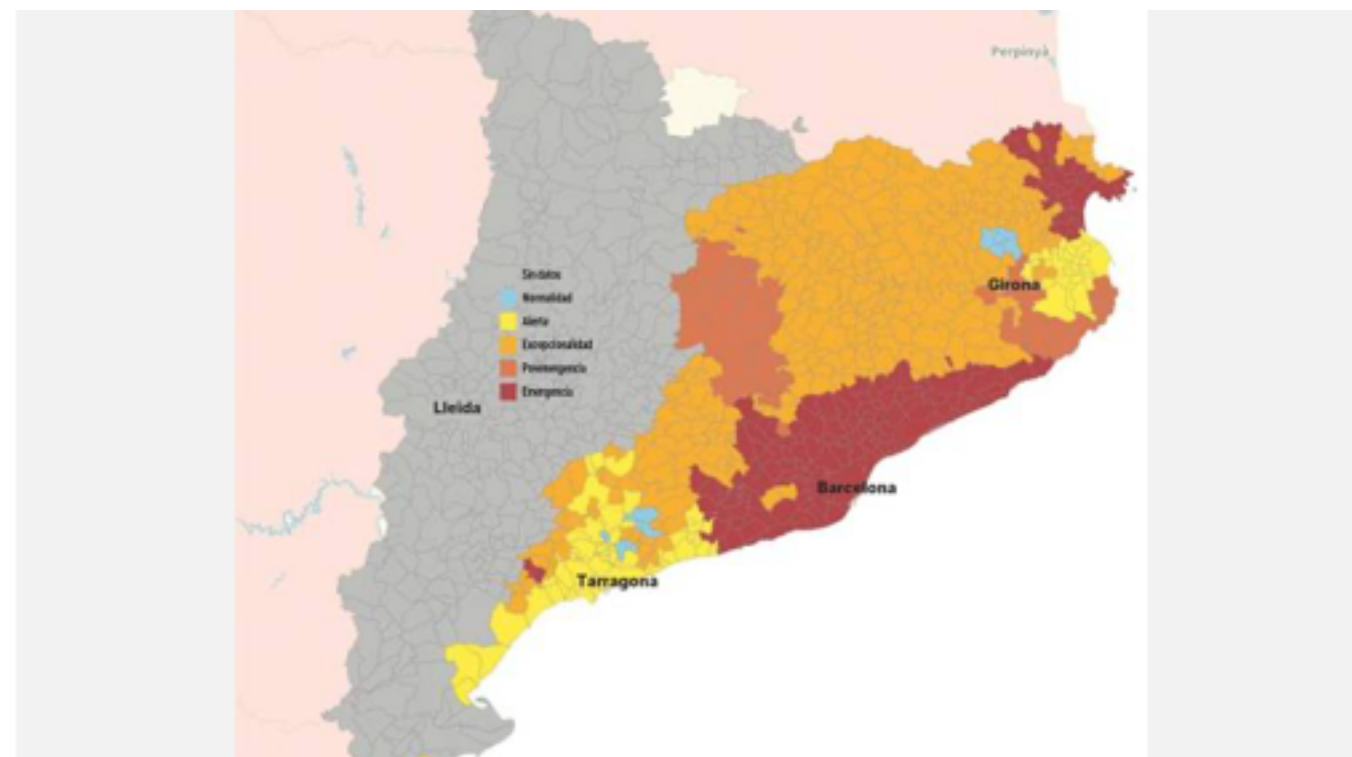 Perpinyà
Sin datos
Normalidad
Girona
Alerta
Excepcionalidad
Preemergencia
Emergencia
Lleida
Barcelona
Tarragona